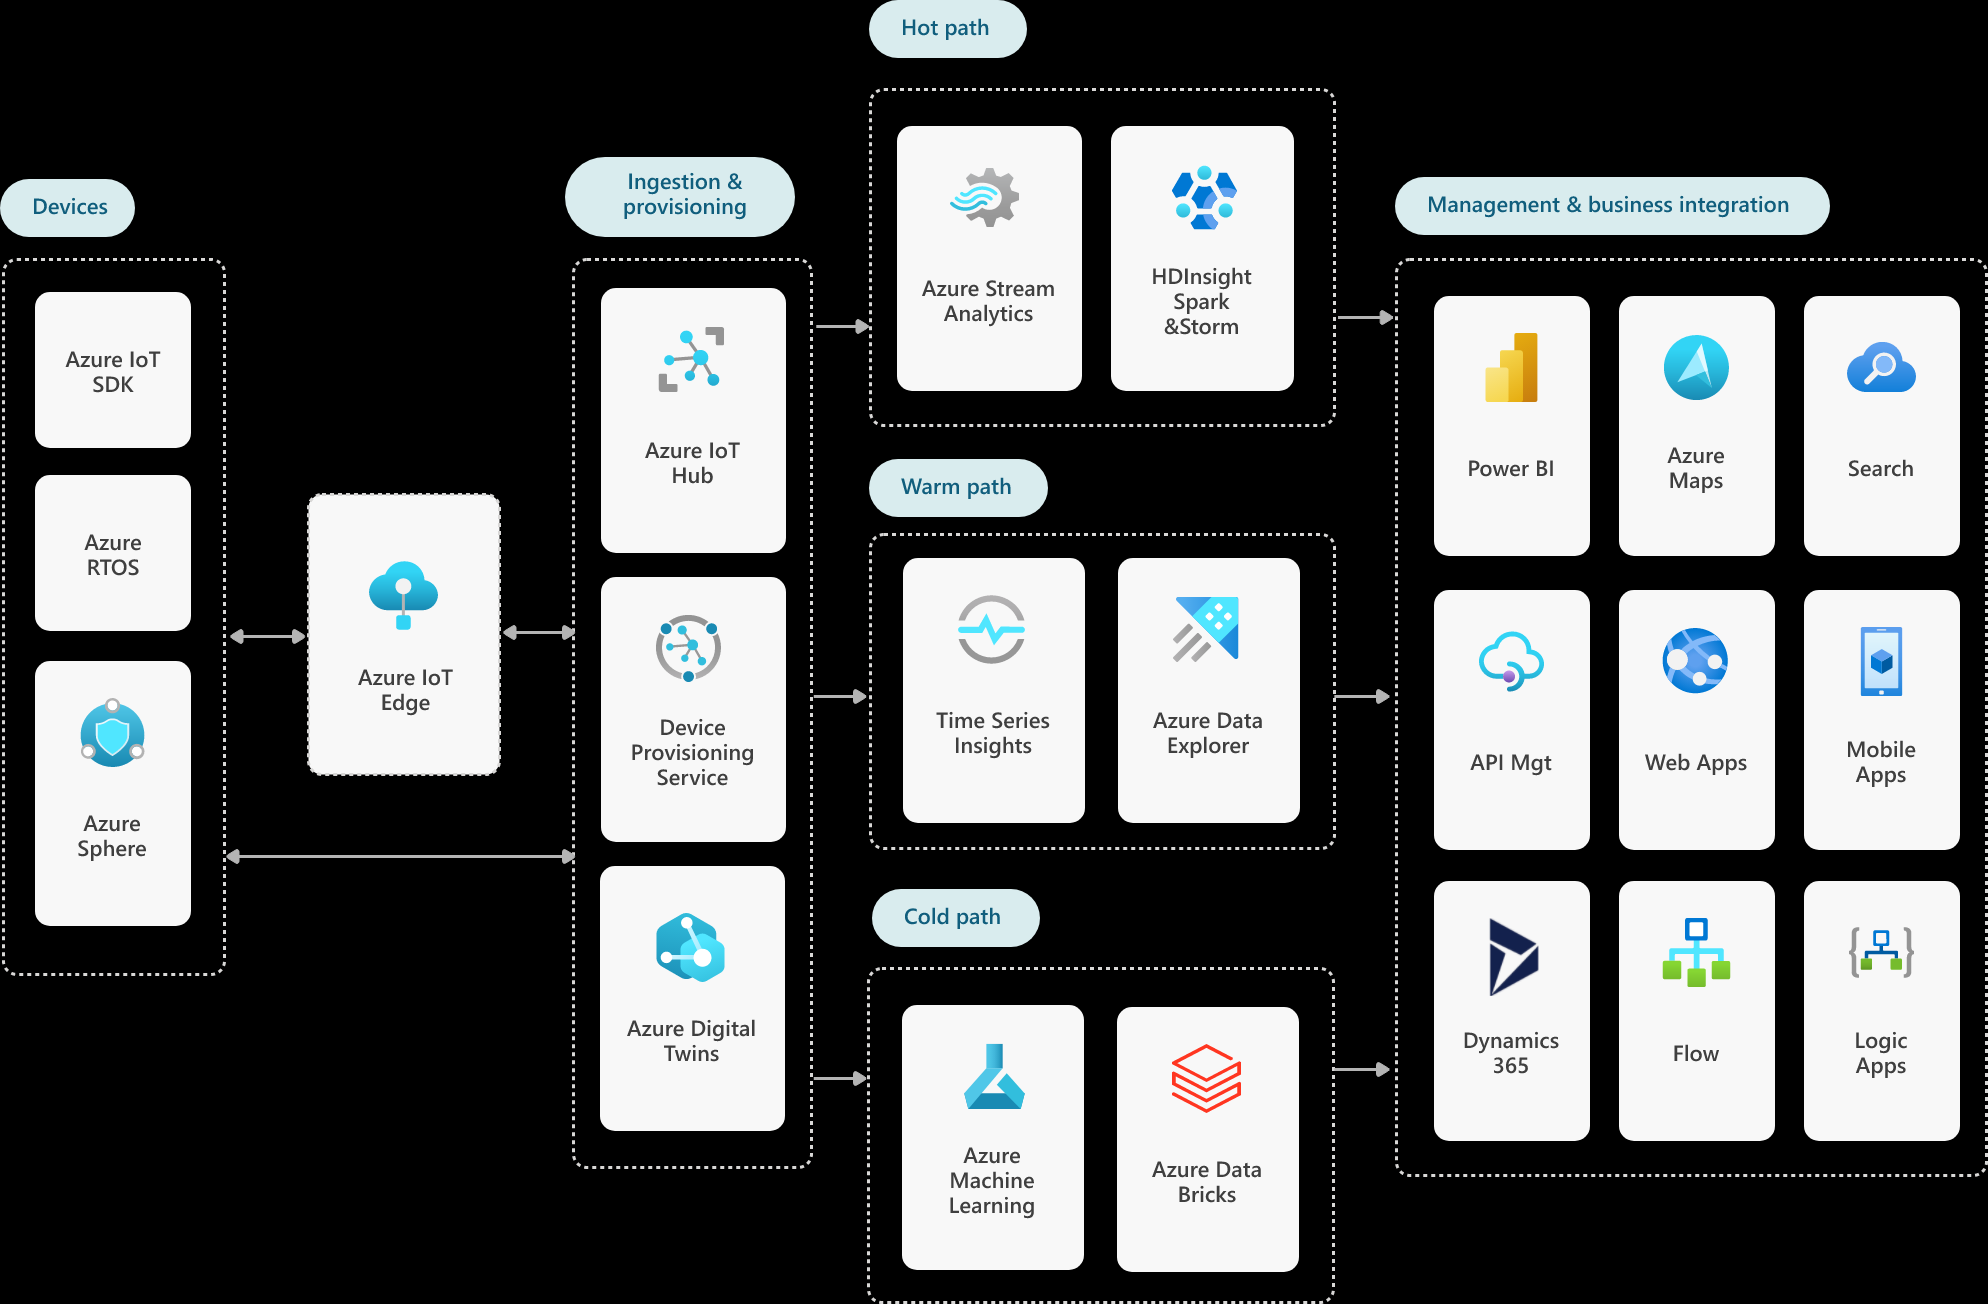 Devices
Azure IoT
SDK
Azure
RTOS
Azure
Sphere
Azure IoT
Edge
Ingestion &
provisioning
Azure IoT
Hub
Device
Provisioning
Service
Azure Digital
Twins
Hot path
Azure Stream
Analytics
HDInsight
Spark
&Storm
Warm path
Time Series
Insights
Azure Data
Explorer
Cold path
Azure
Machine
Learning
Azure Data
Bricks
Management & business integration
Power BI
Azure
Maps
Search
API Mgt
Web Apps
Mobile
Apps
Dynamics
365
Flow
Logic
Apps